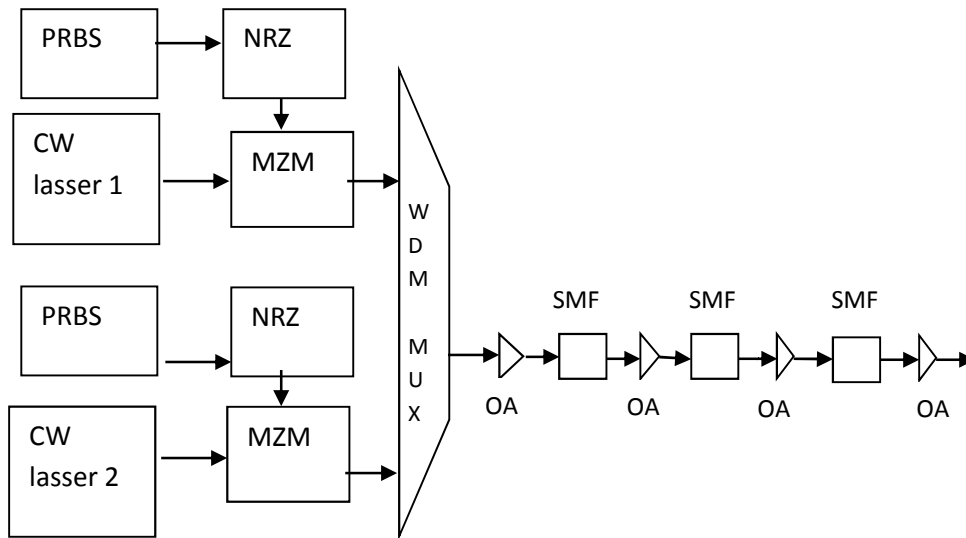 PRBS
NRZ
CW
lasser 1
MZM
PRBS
NRZ
CW
lasser 2
MZM
W
D
M
M
U
X
SMF
SMF
SMF
OA
OA
OA
OA